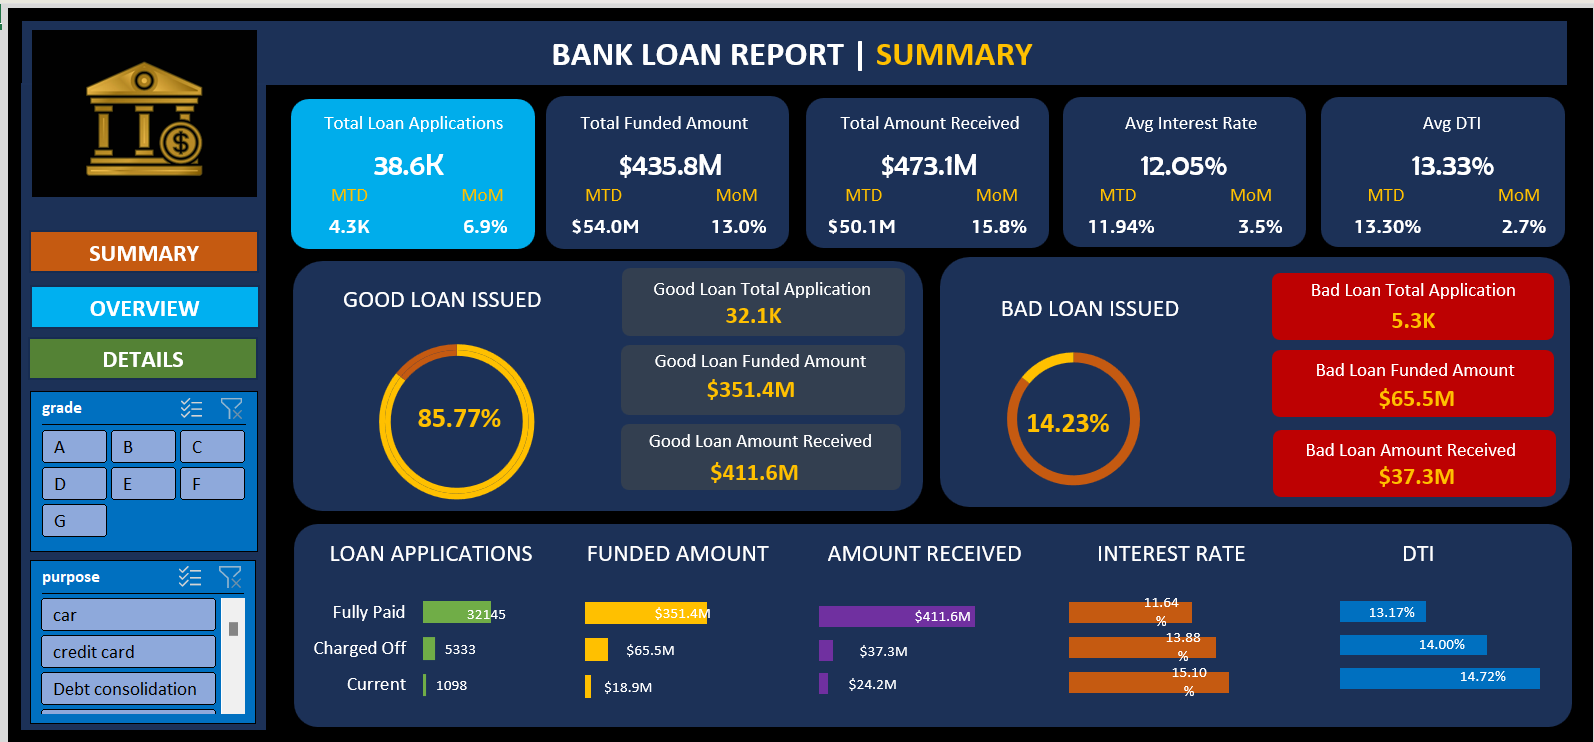 BANK LOAN REPORT | SUMMARY
Total Loan Applications
38.6K
MTD MoM
4.3K 6.9%
Total Funded Amount
$435.8M
MTD MoM
$54.0M 13.0%
Total Amount Received
$473.1M
MTD MoM
$50.1M 15.8%
Avg Interest Rate
12.05%
MTD MoM
11.94% 3.5%
Avg DTI
13.33%
MTD MoM
13.30% 2.7%
SUMMARY
OVERVIEW
DETAILS
grade
A B C
D E F
G
purpose
car
credit card
Debt consolidation
GOOD LOAN ISSUED
85.77%
Good Loan Total Application
32.1K
Good Loan Funded Amount
$351.4M
Good Loan Amount Received
$411.6M
BAD LOAN ISSUED
14.23%
Bad Loan Total Application
5.3K
Bad Loan Funded Amount
$65.5M
Bad Loan Amount Received
$37.3M
LOAN APPLICATIONS FUNDED AMOUNT AMOUNT RECEIVED INTEREST RATE DTI
Fully Paid 32145 $351.4M $411.6M 11.64% 13.17%
Charged Off 5333 $65.5M $37.3M 13.88% 14.00%
Current 1098 $18.9M $24.2M 15.10% 14.72%